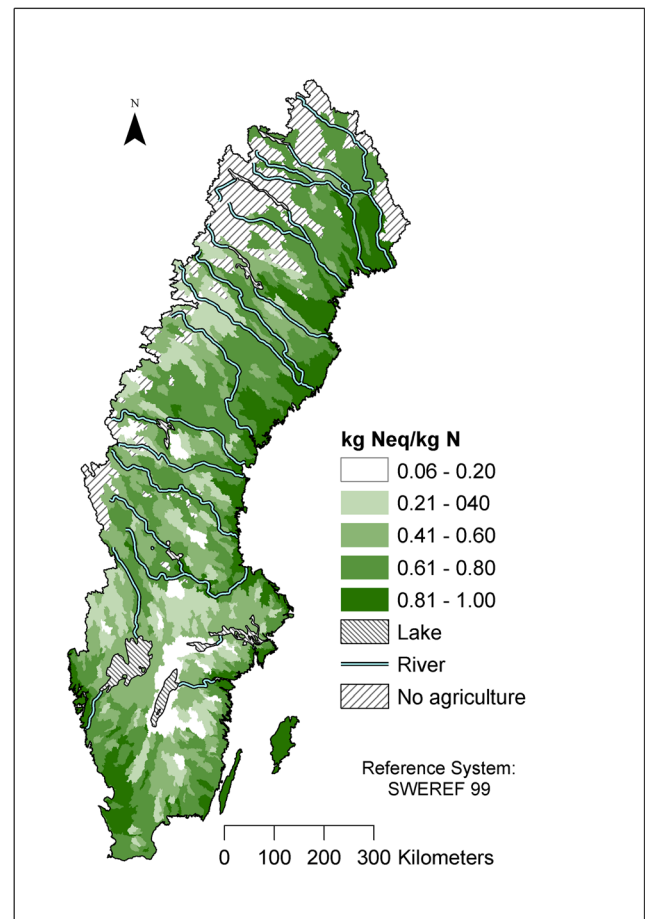 N
kg Neq/kg N
0.06 - 0.20
0.21 - 040
0.41 - 0.60
0.61 - 0.80
0.81 - 1.00
Lake
River
No agriculture
Reference System:
SWEREF 99
0 100 200 300 Kilometers